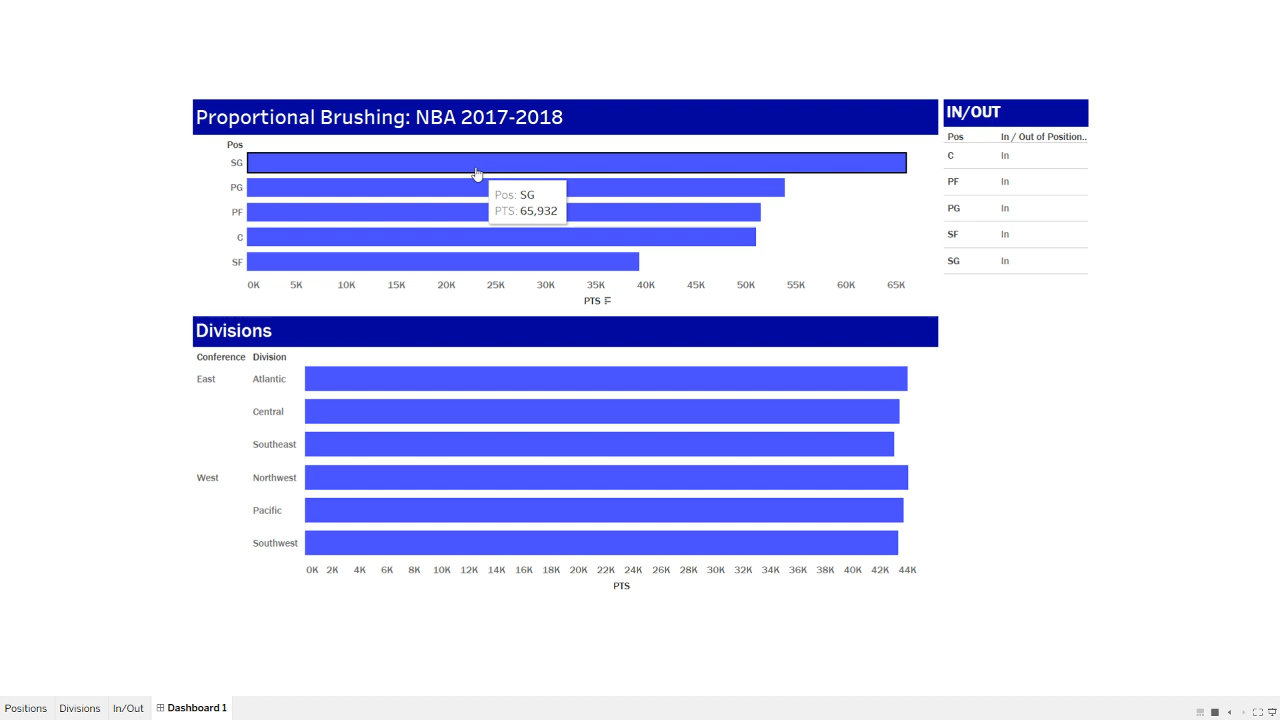 Proportional Brushing: NBA 2017-2018
IN/OUT
Pos
Pos In / Out of Position..
SG
C In
PG
Pos: SG
PTS: 65,932
PF In
PF
PG In
C
SF In
SF
SG In
0K 5K 10K 15K 20K 25K 30K 35K 40K 45K 50K 55K 60K 65K
PTS
Divisions
Conference Division
East Atlantic
Central
Southeast
West Northwest
Pacific
Southwest
0K 2K 4K 6K 8K 10K 12K 14K 16K 18K 20K 22K 24K 26K 28K 30K 32K 34K 36K 38K 40K 42K 44K
PTS
Positions Divisions In/Out Dashboard 1